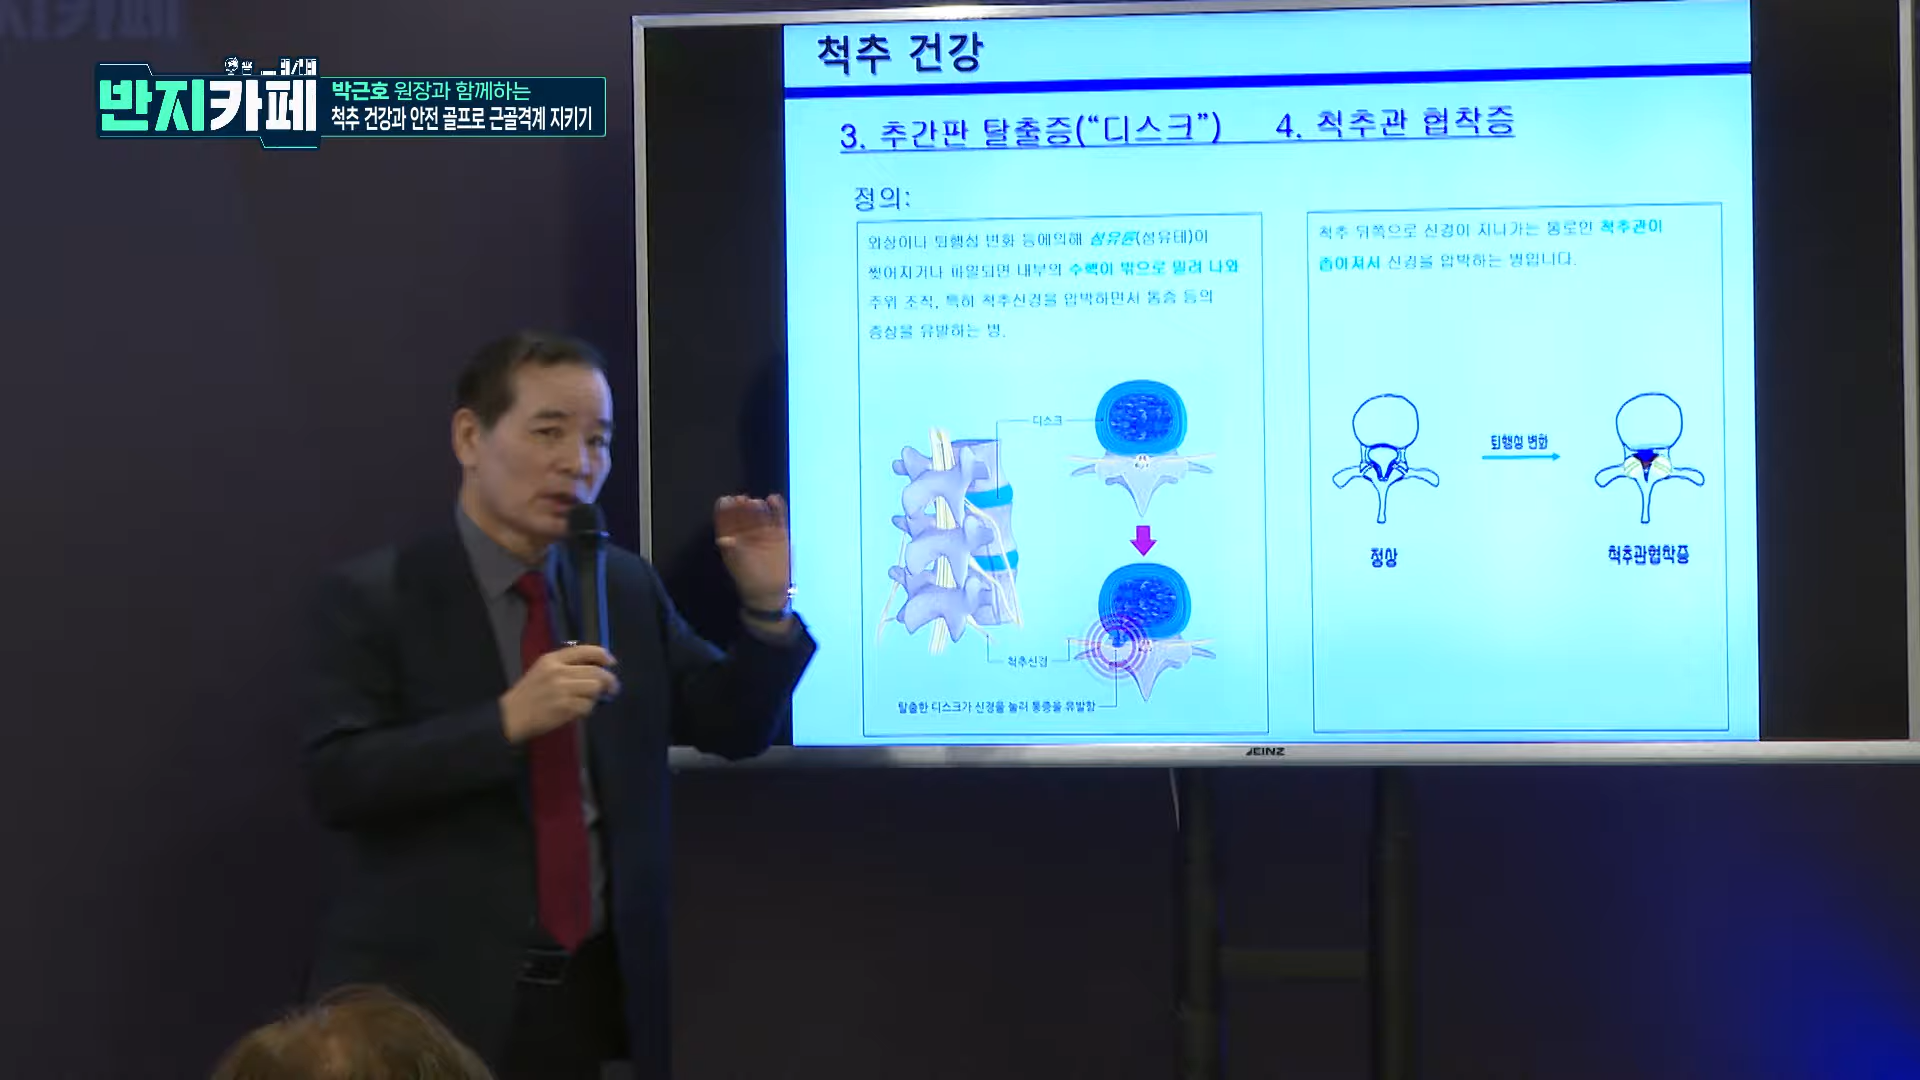 반지카페
박근호 원장과 함께하는
척추 건강과 안전 골프로 근골격계 지키기
척추 건강
3. 추간판 탈출증(“디스크”) 4. 척추관 협착증
정의:
외상이나 퇴행성 변화 등에의해 섬유륜(섬유테)이
찢어지거나 파열되면 내부의 수핵이 밖으로 밀려 나와
주위 조직, 특히 척추신경을 압박하면서 통증 등의
증상을 유발하는 병.
디스크
척추신경
탈출한 디스크가 신경을 눌러 통증을 유발함
척추 뒤쪽으로 신경이 지나가는 통로인 척추관이
좁아져서 신경을 압박하는 병입니다.
퇴행성 변화
정상
척추관협착증
JEINZ